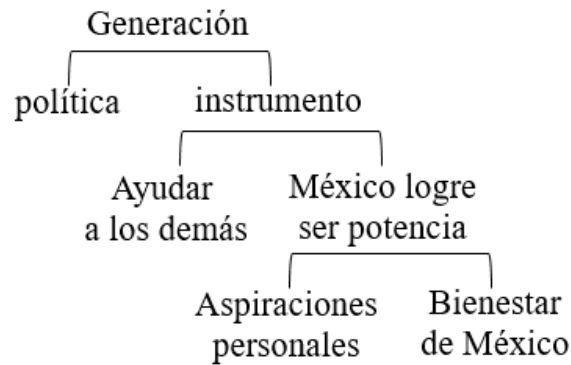 Generación
política instrumento
Ayudar
a los demás
México logre
ser potencia
Aspiraciones
personales
Bienestar
de México